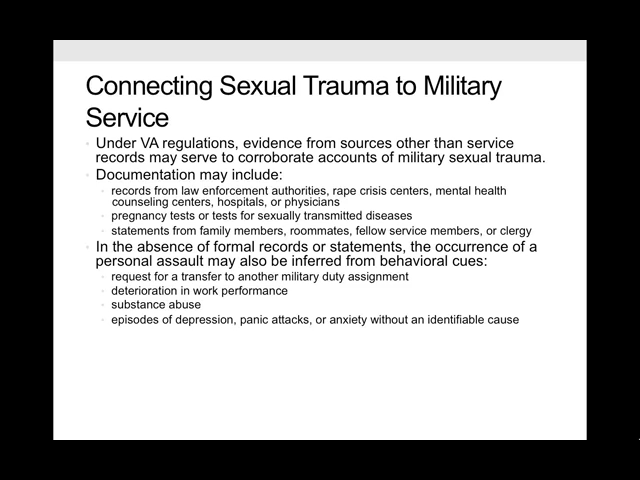 Connecting Sexual Trauma to Military
Service
Under VA regulations, evidence from sources other than service
records may serve to corroborate accounts of military sexual trauma.
Documentation may include:
records from law enforcement authorities, rape crisis centers, mental health
counseling centers, hospitals, or physicians
pregnancy tests or tests for sexually transmitted diseases
statements from family members, roommates, fellow service members, or clergy
In the absence of formal records or statements, the occurrence of a
personal assault may also be inferred from behavioral cues:
request for a transfer to another military duty assignment
deterioration in work performance
substance abuse
episodes of depression, panic attacks, or anxiety without an identifiable cause